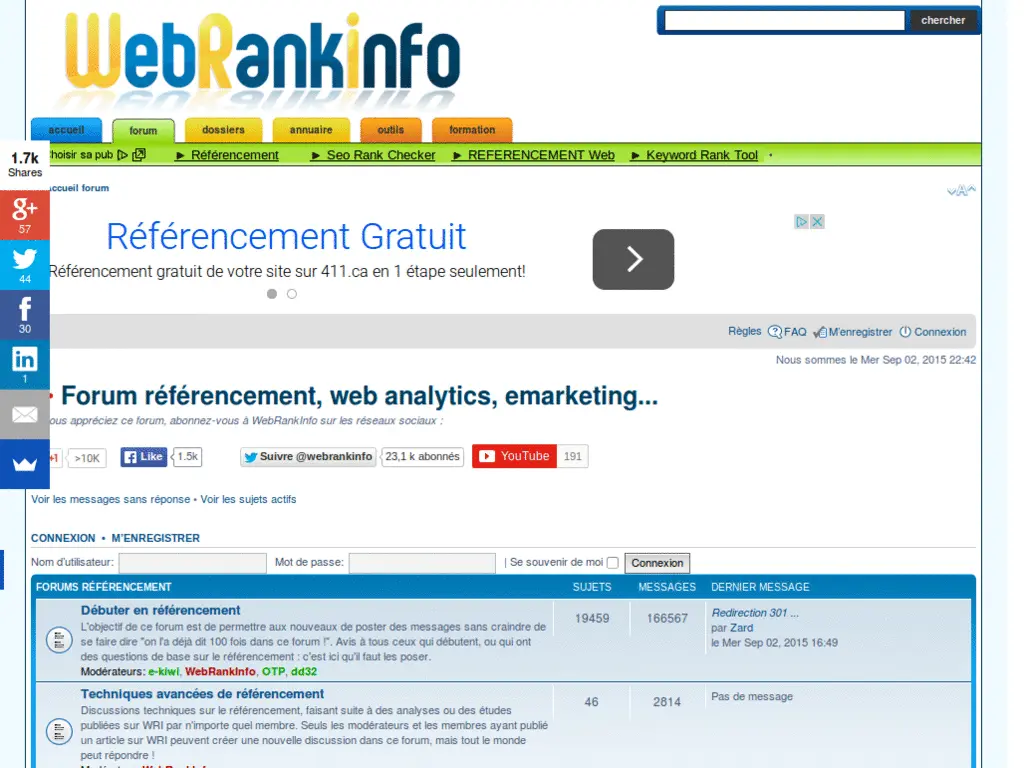 WebRankinfo
chercher
accueil
forum
dossiers
annuaire
outils
formation
1.7k
Shares
hoisir sa pub
► Référencement
► Seo Rank Checker
► REFERENCEMENT Web
► Keyword Rank Tool
accueil forum
A
Référencement Gratuit
Référencement gratuit de votre site sur 411.ca en 1 étape seulement!
g+
57
44
30
in
1
Règles
FAQ
M'enregistrer
Connexion
Nous sommes le Mer Sep 02, 2015 22:42
Forum référencement, web analytics, emarketing...
ous appréciez ce forum, abonnez-vous à WebRankInfo sur les réseaux sociaux :
+1
>10K
Like
1.5k
Suivre @webrankinfo
23,1 k abonnés
YouTube
191
Voir les messages sans réponse • Voir les sujets actifs
CONNEXION • M'ENREGISTRER
Nom d'utilisateur:
Mot de passe:
| Se souvenir de moi
Connexion
FORUMS RÉFÉRENCEMENT
SUJETS
MESSAGES
DERNIER MESSAGE
Débuter en référencement
L'objectif de ce forum est de permettre aux nouveaux de poster des messages sans craindre de
se faire dire "on l'a déjà dit 100 fois dans ce forum !". Avis à tous ceux qui débutent, ou qui ont
des questions de base sur le référencement : c'est ici qu'il faut les poser.
Modérateurs: e-kiwi, WebRankInfo, OTP, dd32
19459
166567
Redirection 301 ...
par Zard
le Mer Sep 02, 2015 16:49
Techniques avancées de référencement
Discussions techniques sur le référencement, faisant suite à des analyses ou des études
publiées sur WRI par n'importe quel membre. Seuls les modérateurs et les membres ayant publié
un article sur WRI peuvent créer une nouvelle discussion dans ce forum, mais tout le monde
peut répondre !
46
2814
Pas de message